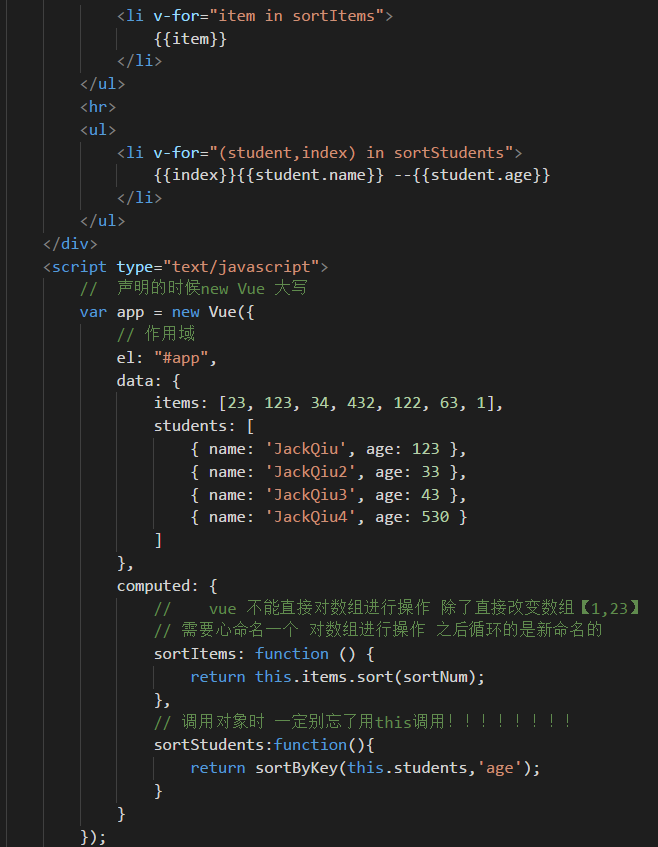 <li v-for="item in sortItems">
{{item}}
</li>
</ul>
<hr>
<ul>
<li v-for="(student,index) in sortStudents">
{{index}}{{student.name}} --{{student.age}}
</li>
</ul>
</div>
<script type="text/javascript">
// 声明的时候new Vue 大写
var app = new Vue({
// 作用域
el: "#app",
data: {
items: [23, 123, 34, 432, 122, 63, 1],
students: [
{ name: 'JackQiu', age: 123 },
{ name: 'JackQiu2', age: 33 },
{ name: 'JackQiu3', age: 43 },
{ name: 'JackQiu4', age: 530 }
]
},
computed: {
// vue 不能直接对数组进行操作 除了直接改变数组【1,23】
// 需要心命名一个 对数组进行操作 之后循环的是新命名的
sortItems: function () {
return this.items.sort(sortNum);
},
// 调用对象时 一定别忘了用this调用！！！！！！！！
sortStudents:function(){
return sortByKey(this.students,'age');
}
}
});